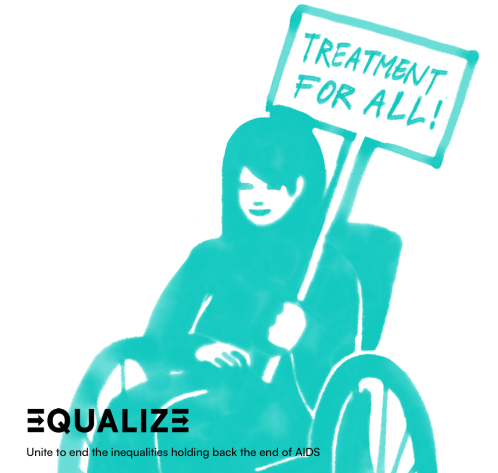 TREATMENT
FOR ALL!
EQUALIZE
Unite to end the inequalities holding back the end of AIDS